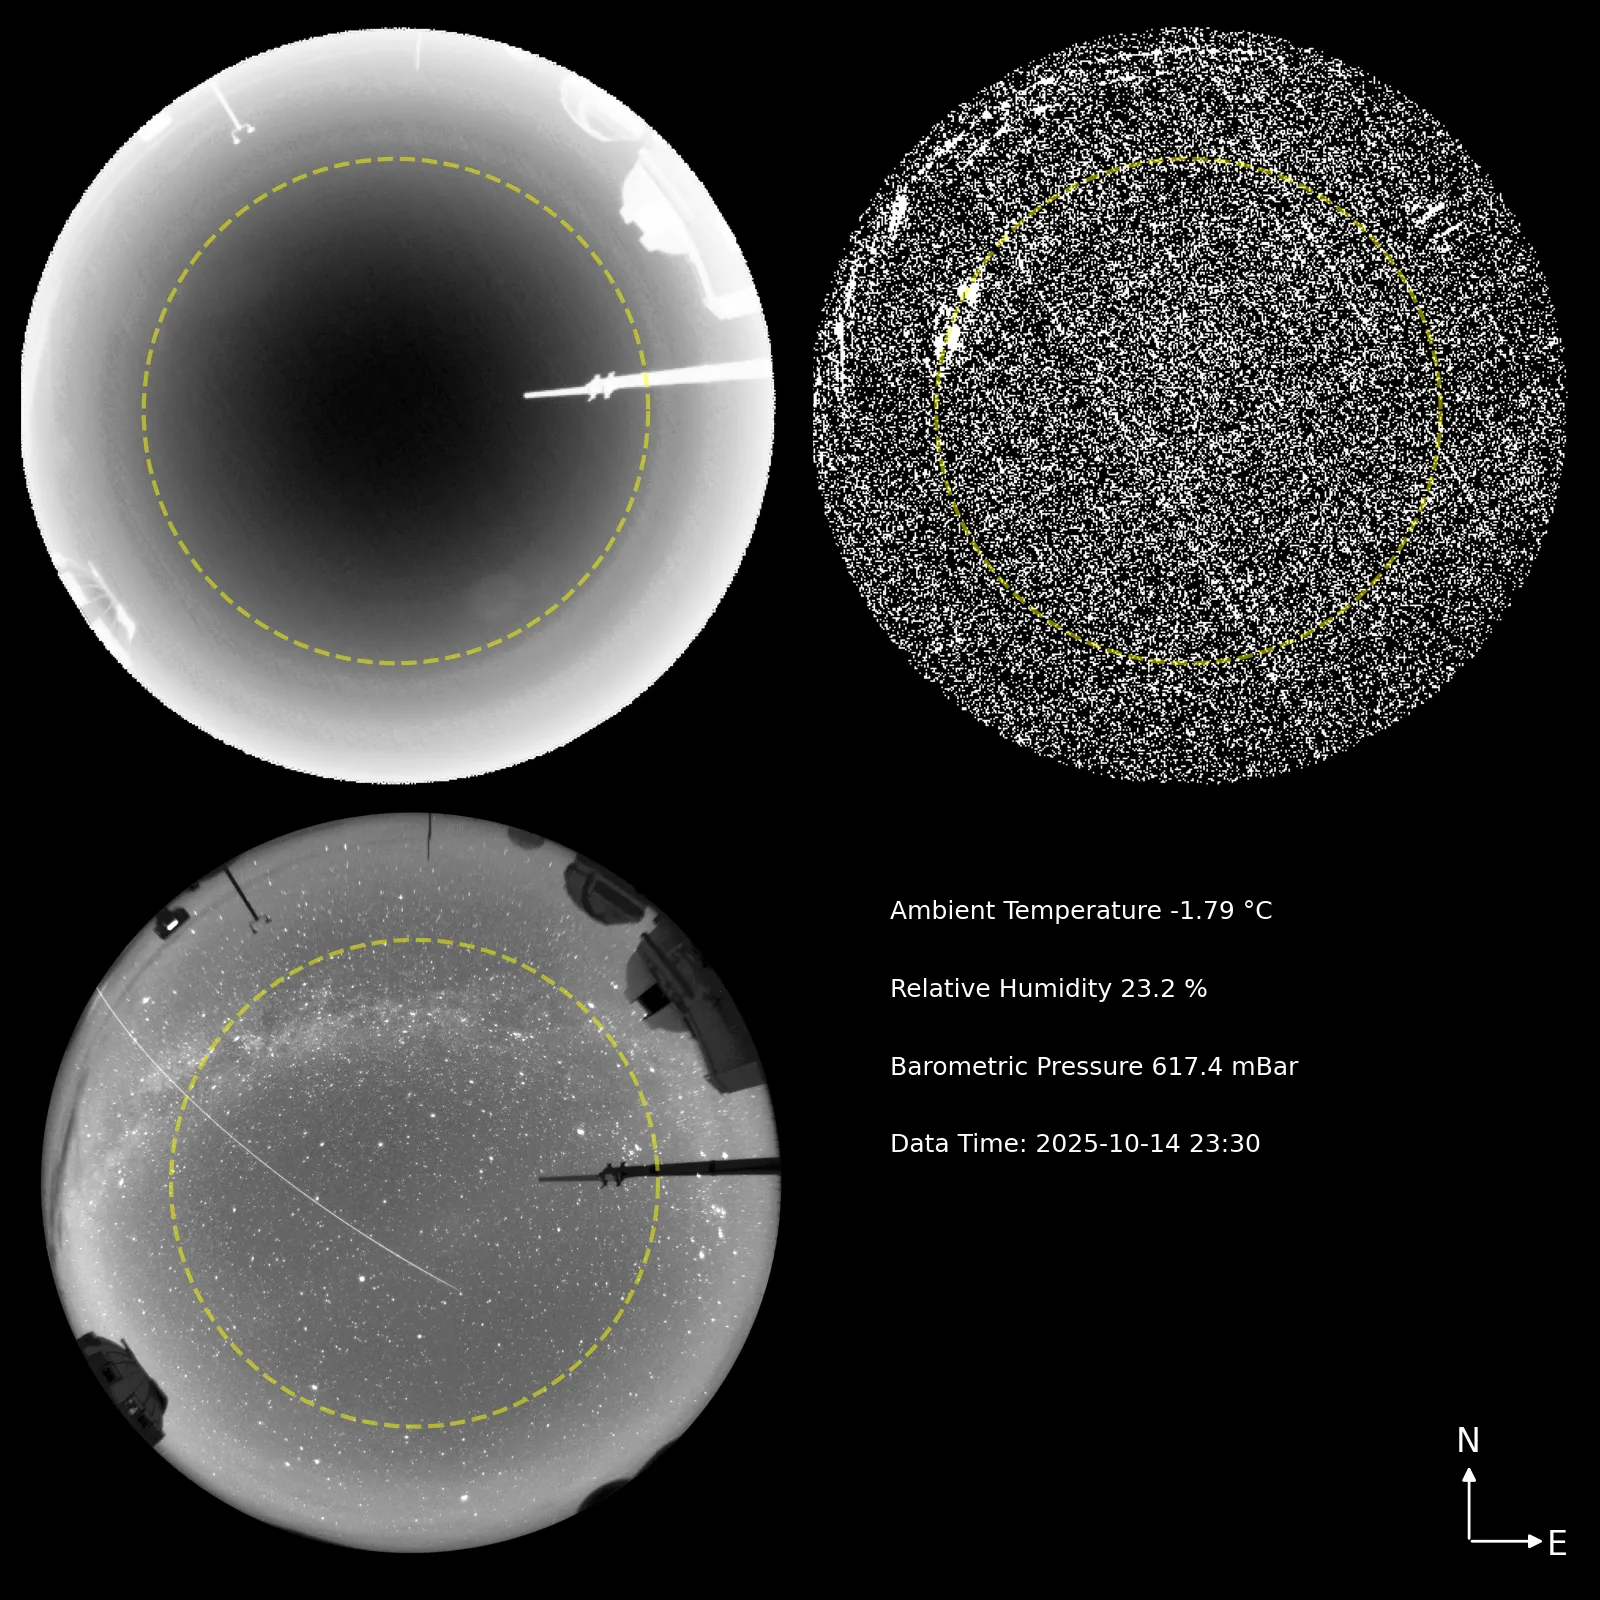 Ambient Temperature -1.79 °C
Relative Humidity 23.2 %
Barometric Pressure 617.4 mBar
Data Time: 2025-10-14 23:30
N
E